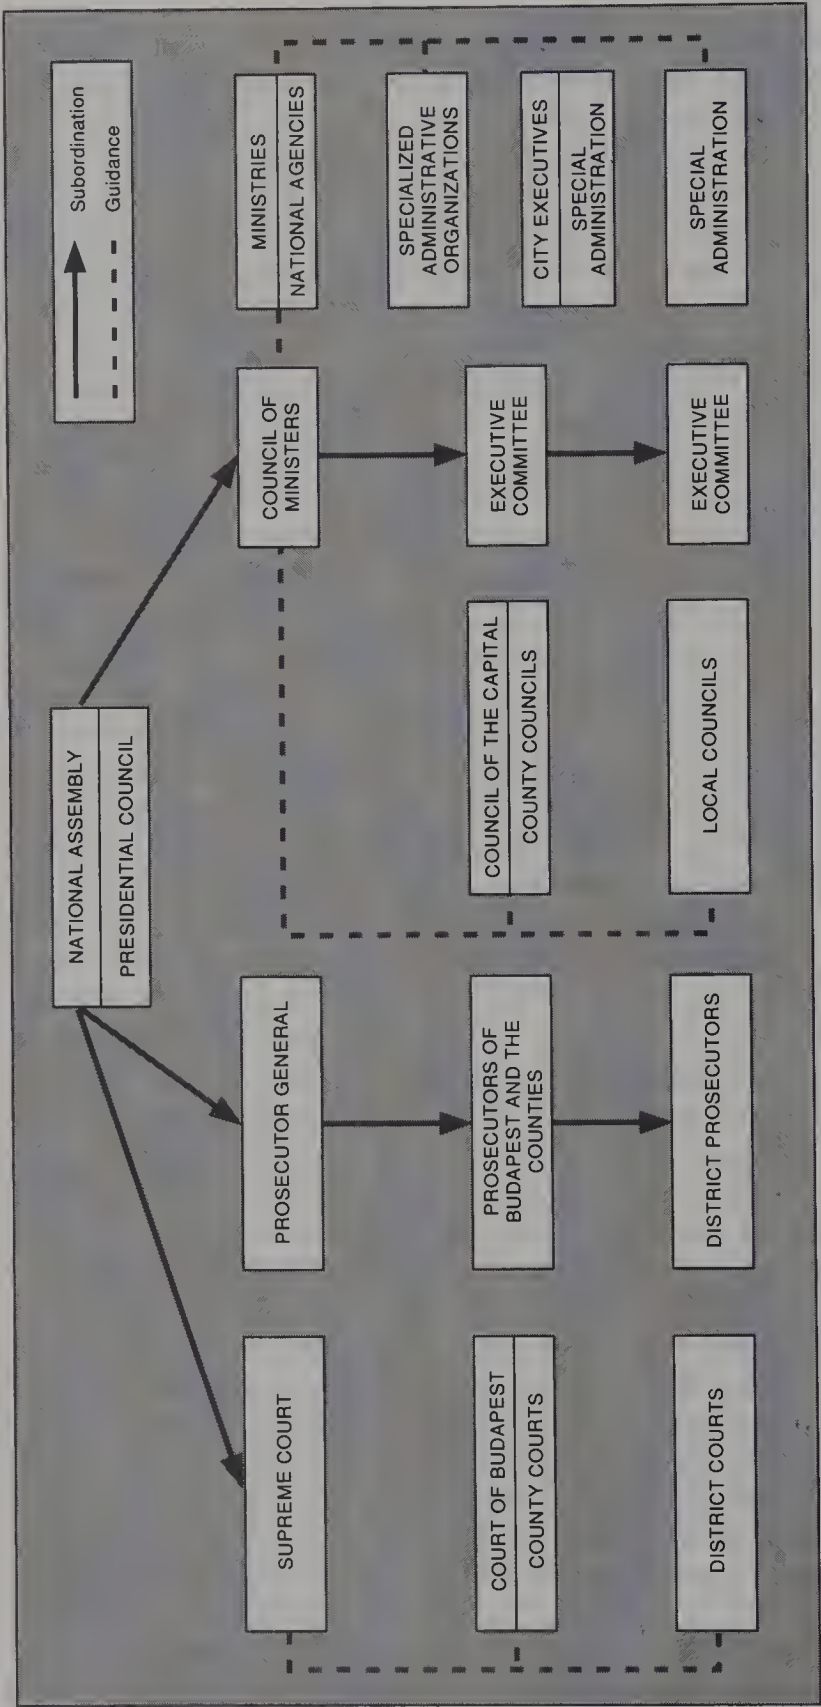 NATIONAL ASSEMBLY
PRESIDENTIAL COUNCIL
Subordination
Guidance
SUPREME COURT
PROSECUTOR GENERAL
COUNCIL OF
MINISTERS
MINISTRIES
NATIONAL AGENCIES
SPECIALIZED
ADMINISTRATIVE
ORGANIZATIONS
COURT OF BUDAPEST
COUNTY COURTS
PROSECUTORS OF
BUDAPEST AND THE
COUNTIES
COUNCIL OF THE CAPITAL
COUNTY COUNCILS
EXECUTIVE
COMMITTEE
CITY EXECUTIVES
SPECIAL
ADMINISTRATION
DISTRICT COURTS
DISTRICT PROSECUTORS
LOCAL COUNCILS
EXECUTIVE
COMMITTEE
SPECIAL
ADMINISTRATION